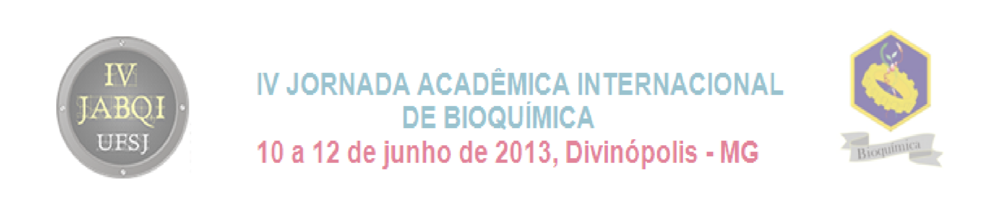 IV
JABQI
UFSJ
IV JORNADA ACADÊMICA INTERNACIONAL
DE BIOQUÍMICA
10 a 12 de junho de 2013, Divinópolis - MG
Bioquímica